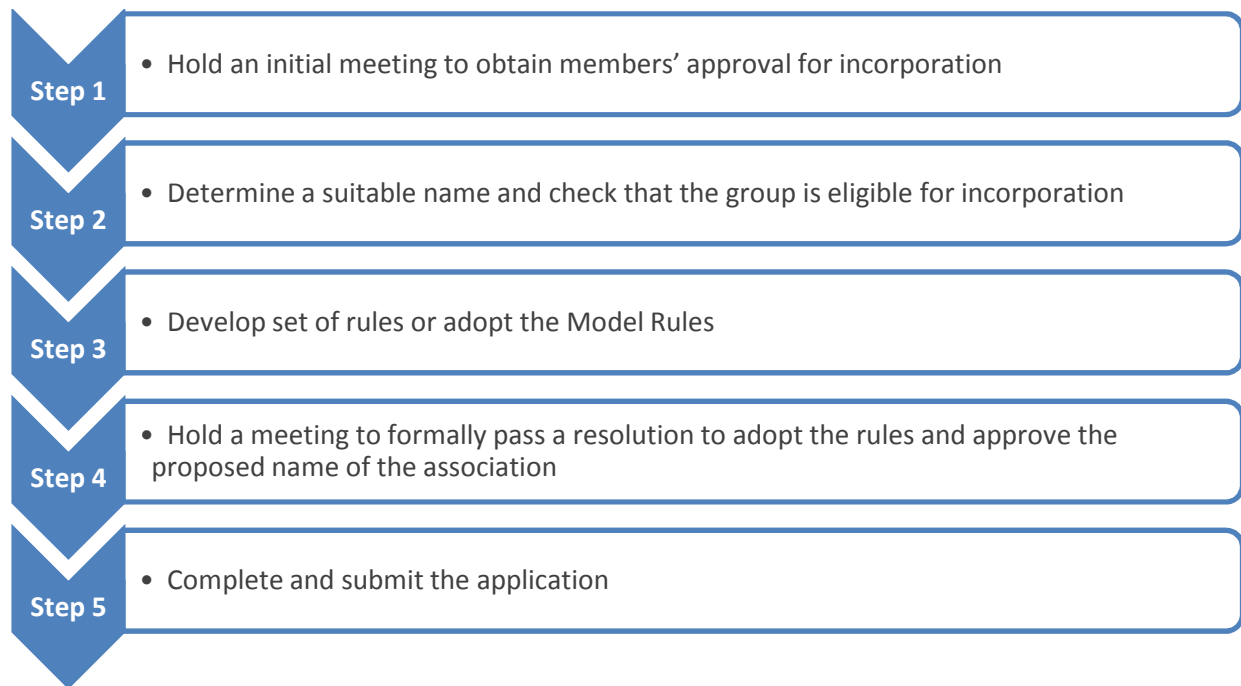 Step 1
• Hold an initial meeting to obtain members’ approval for incorporation
Step 2
• Determine a suitable name and check that the group is eligible for incorporation
Step 3
• Develop set of rules or adopt the Model Rules
Step 4
• Hold a meeting to formally pass a resolution to adopt the rules and approve the
proposed name of the association
Step 5
• Complete and submit the application